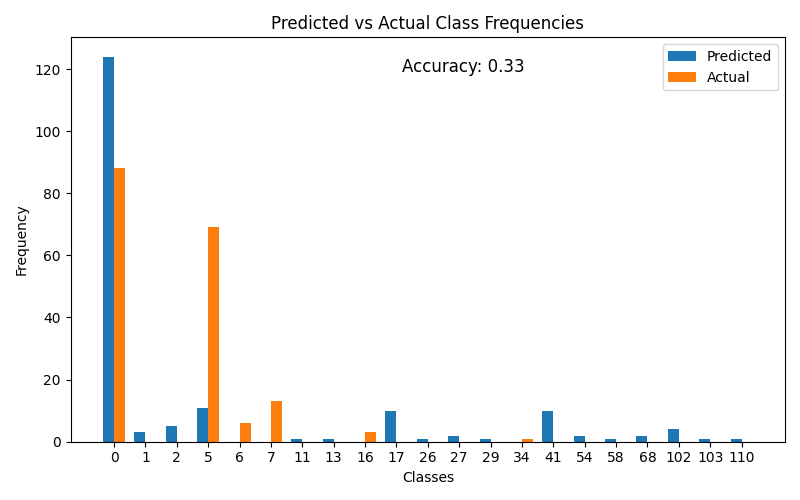 Predicted vs Actual Class Frequencies
Accuracy: 0.33
Predicted
Actual
Frequency
120
100
80
60
40
20
0
0 1 2 5 6 7 11 13 16 17 26 27 29 34 41 54 58 68 102 103 110
Classes